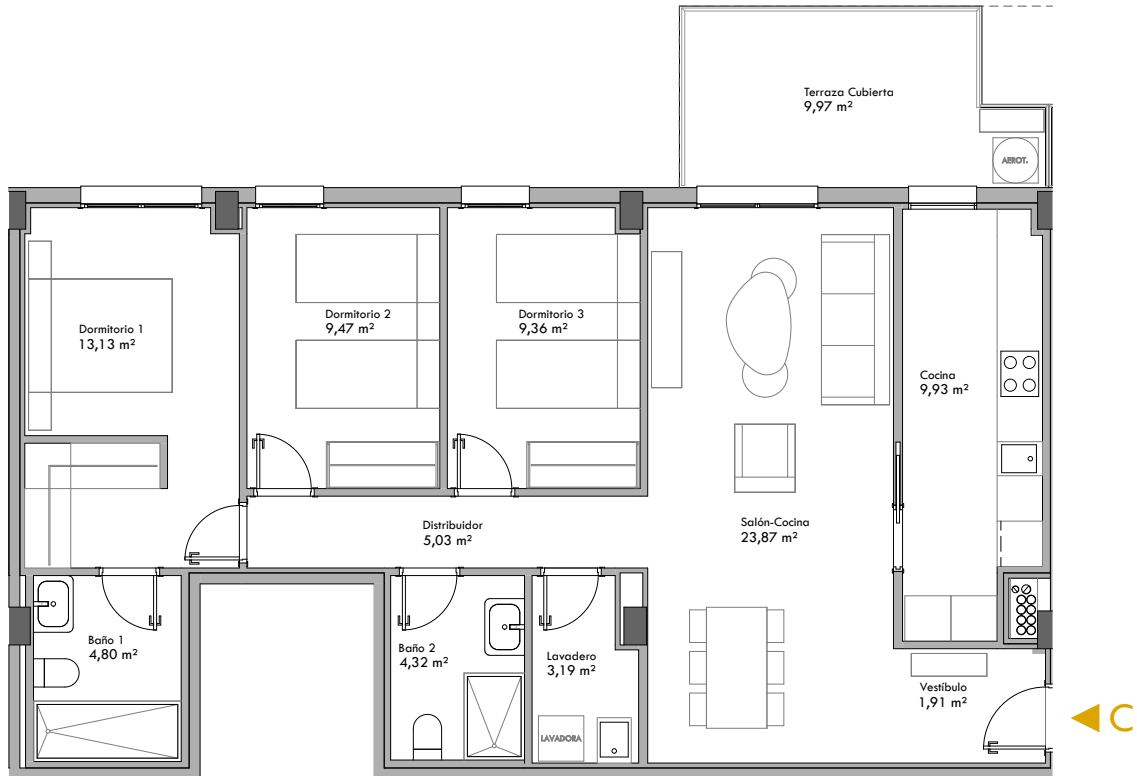 Terraza Cubierta
9,97 m²
AEROT.
Dormitorio 1
13,13 m²
Dormitorio 2
9,47 m²
Dormitorio 3
9,36 m²
Cocina
9,93 m²
Distribuidor
5,03 m²
Salón-Cocina
23,87 m²
Baño 1
4,80 m²
Baño 2
4,32 m²
Lavadero
3,19 m²
Vestíbulo
1,91 m²
LAVADORA
C